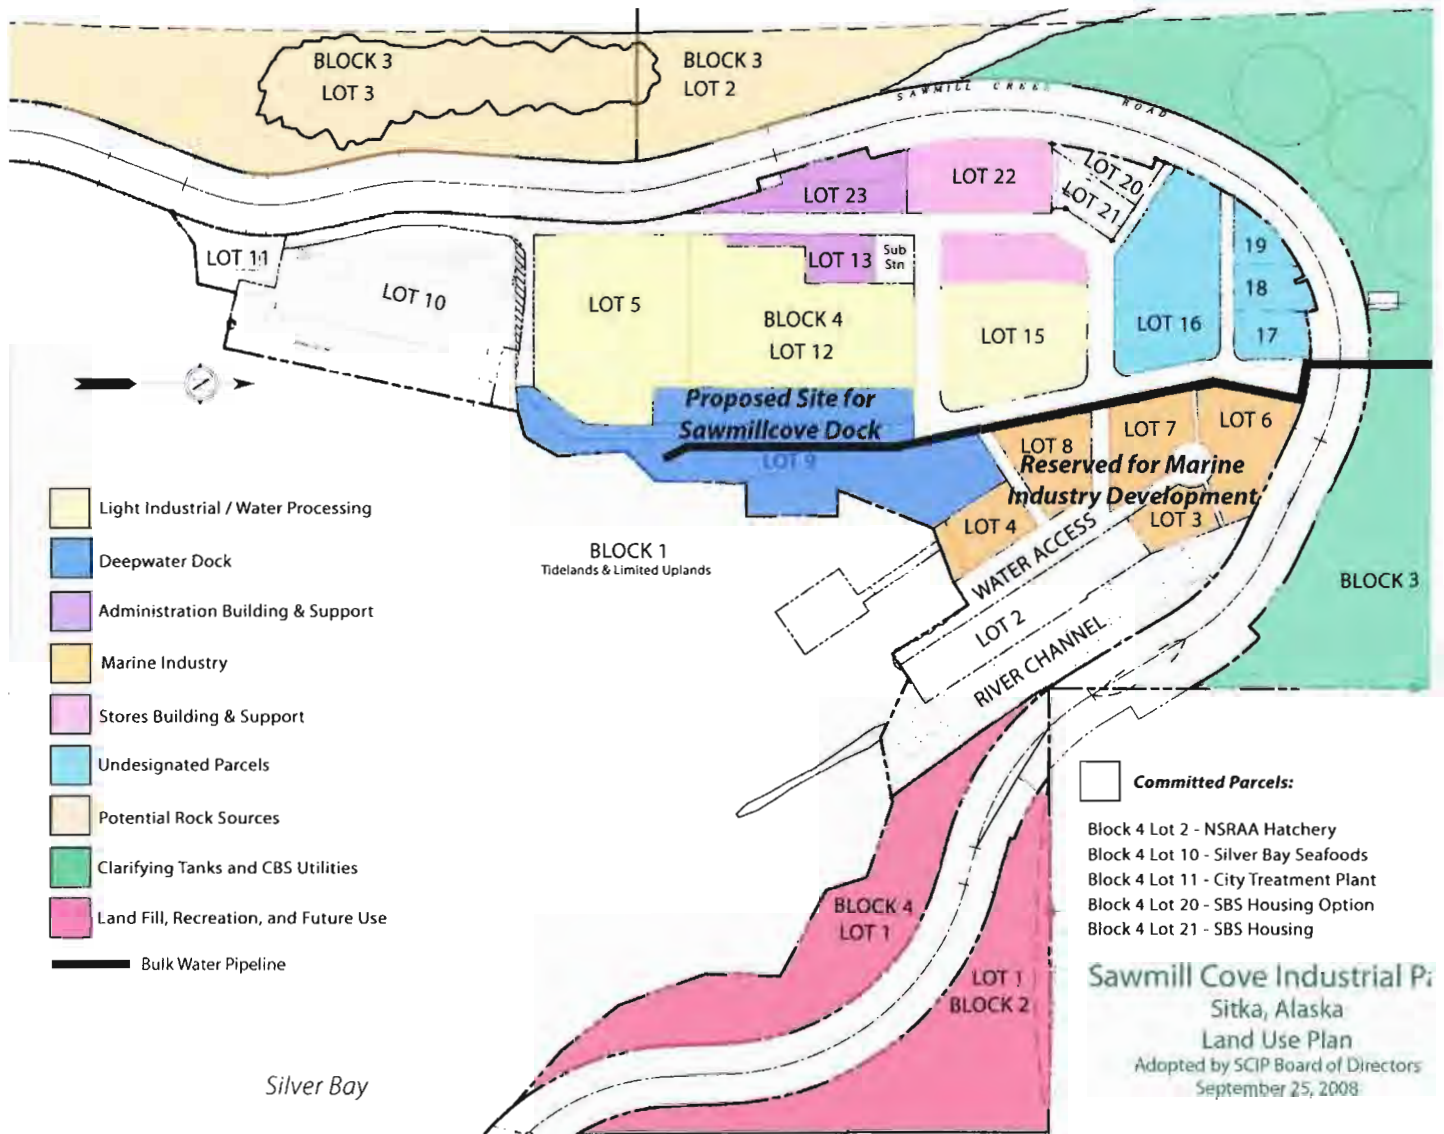 BLOCK 3
LOT 3
BLOCK 3
LOT 2
SAWMILL CREEK ROAD
LOT 23
LOT 22
LOT 20
LOT 21
LOT 11
LOT 10
LOT 5
LOT 13
Sub
Stn
BLOCK 4
LOT 12
LOT 15
LOT 16
19
18
17
Proposed Site for
Sawmillcove Dock
LOT 9
LOT 8
LOT 7
LOT 6
Reserved for Marine
Industry Development
LOT 4
LOT 3
WATER ACCESS
LOT 2
RIVER CHANNEL
BLOCK 3
BLOCK 1
Tidelands & Limited Uplands
Light Industrial / Water Processing
Deepwater Dock
Administration Building & Support
Marine Industry
Stores Building & Support
Undesignated Parcels
Potential Rock Sources
Clarifying Tanks and CBS Utilities
Land Fill, Recreation, and Future Use
Bulk Water Pipeline
BLOCK 4
LOT 1
LOT 1
BLOCK 2
Silver Bay
Committed Parcels:
Block 4 Lot 2 - NSRAA Hatchery
Block 4 Lot 10 - Silver Bay Seafoods
Block 4 Lot 11 - City Treatment Plant
Block 4 Lot 20 - SBS Housing Option
Block 4 Lot 21 - SBS Housing
Sawmill Cove Industrial Pa
Sitka, Alaska
Land Use Plan
Adopted by SCIP Board of Directors
September 25, 2008